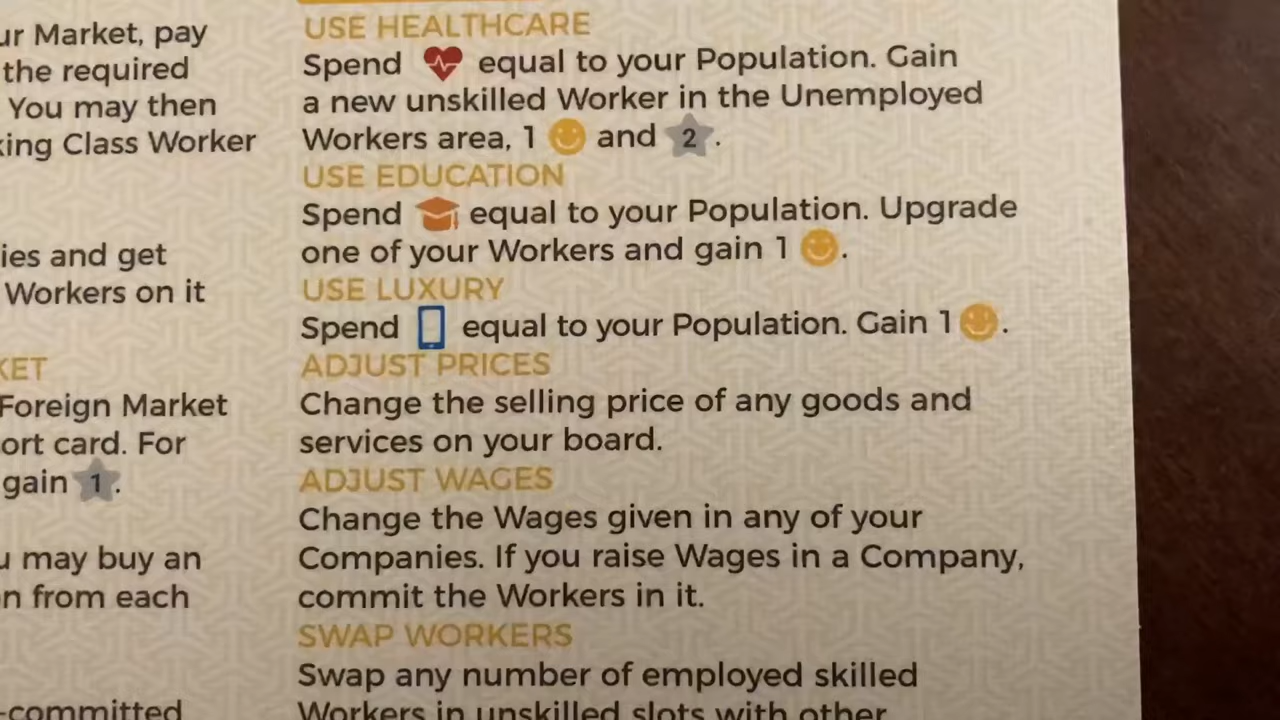 ur Market, pay
the required
You may then
king Class Worker
ies and get
Workers on it
KET
Foreign Market
ort card. For
gain 1.
u may buy an
n from each
-committed
USE HEALTHCARE
Spend equal to your Population. Gain
a new unskilled Worker in the Unemployed
Workers area, 1 and 2.
USE EDUCATION
Spend equal to your Population. Upgrade
one of your Workers and gain 1.
USE LUXURY
Spend equal to your Population. Gain 1.
ADJUST PRICES
Change the selling price of any goods and
services on your board.
ADJUST WAGES
Change the Wages given in any of your
Companies. If you raise Wages in a Company,
commit the Workers in it.
SWAP WORKERS
Swap any number of employed skilled
Workers in unskilled slots with other